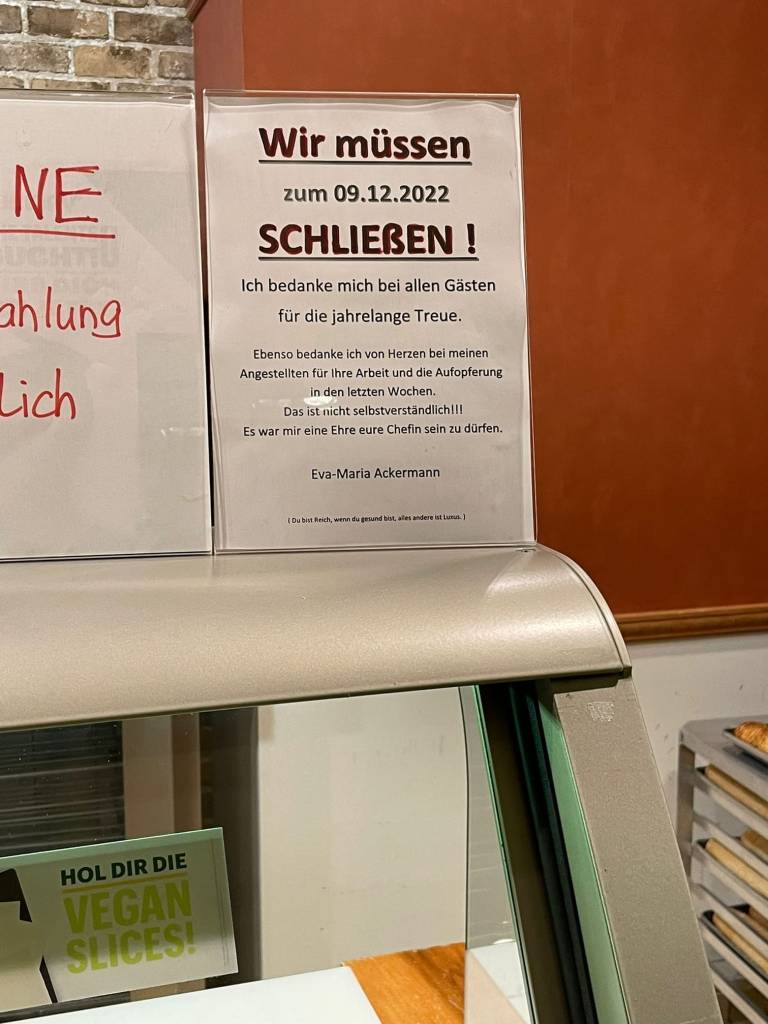 NE
ahlung
lich
Wir müssen
zum 09.12.2022
SCHLIEßEN !
Ich bedanke mich bei allen Gästen
für die jahrelange Treue.
Ebenso bedanke ich von Herzen bei meinen
Angestellten für Ihre Arbeit und die Aufopferung
in den letzten Wochen.
Das ist nicht selbstverständlich!!!
Es war mir eine Ehre eure Chefin sein zu dürfen.
Eva-Maria Ackermann
( Du bist Reich, wenn du gesund bist, alles andere ist Luxus. )
HOL DIR DIE
VEGAN
SLICES!